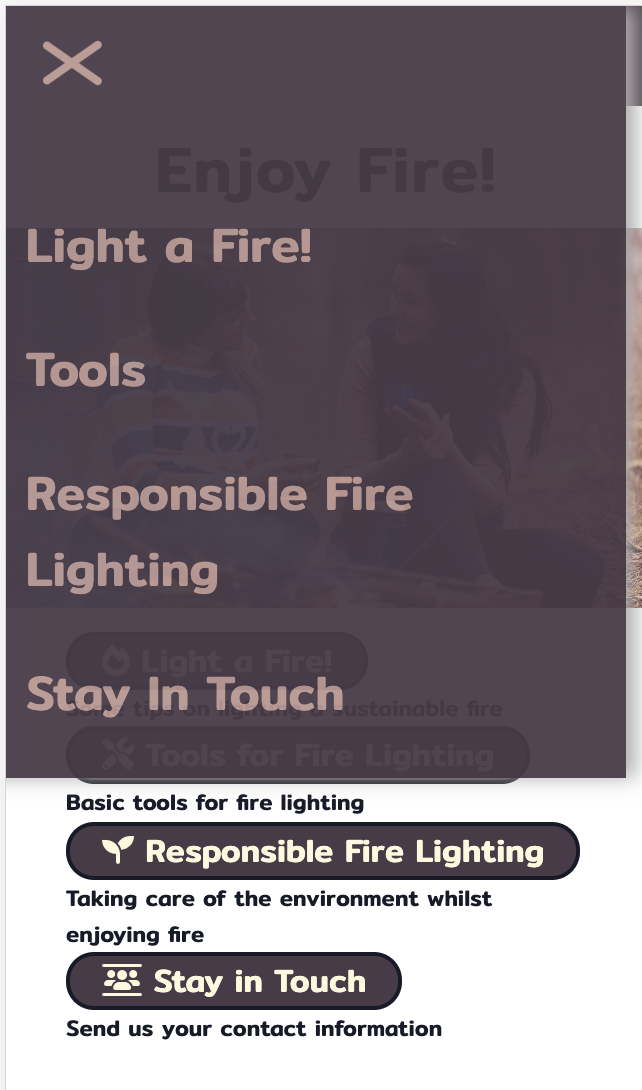 Enjoy Fire!
Light a Fire!
Tools
Responsible Fire
Lighting
Light a Fire!
Stay In Touch
Some tips on lighting a sustainable fire
Tools for Fire Lighting
Basic tools for fire lighting
Responsible Fire Lighting
Taking care of the environment whilst
enjoying fire
Stay in Touch
Send us your contact information